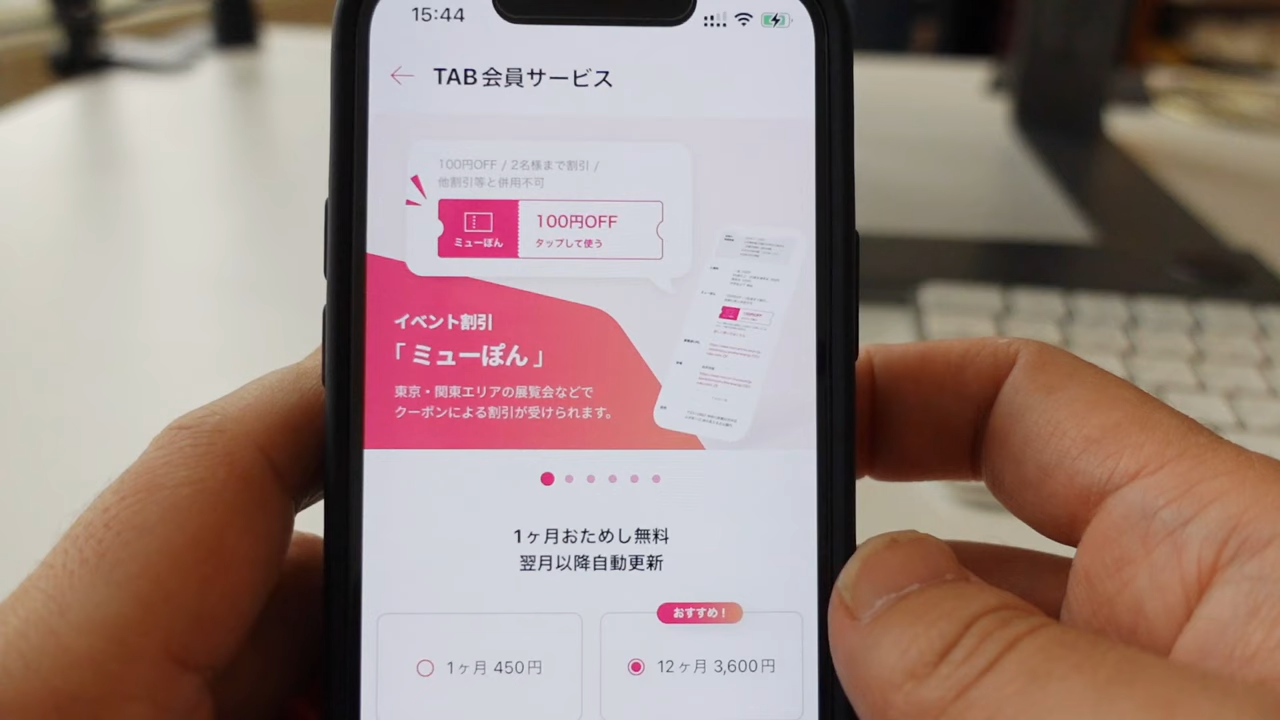 15:44
TAB 会員サービス
100円OFF / 2名様まで割引 /
他割引等と併用不可
ミューぽん
100円OFF
タップして使う
イベント割引
「ミューぽん」
東京・関東エリアの展覧会などで
クーポンによる割引が受けられます。
1ヶ月おためし無料
翌月以降自動更新
おすすめ！
1ヶ月 450円
12ヶ月 3,600円